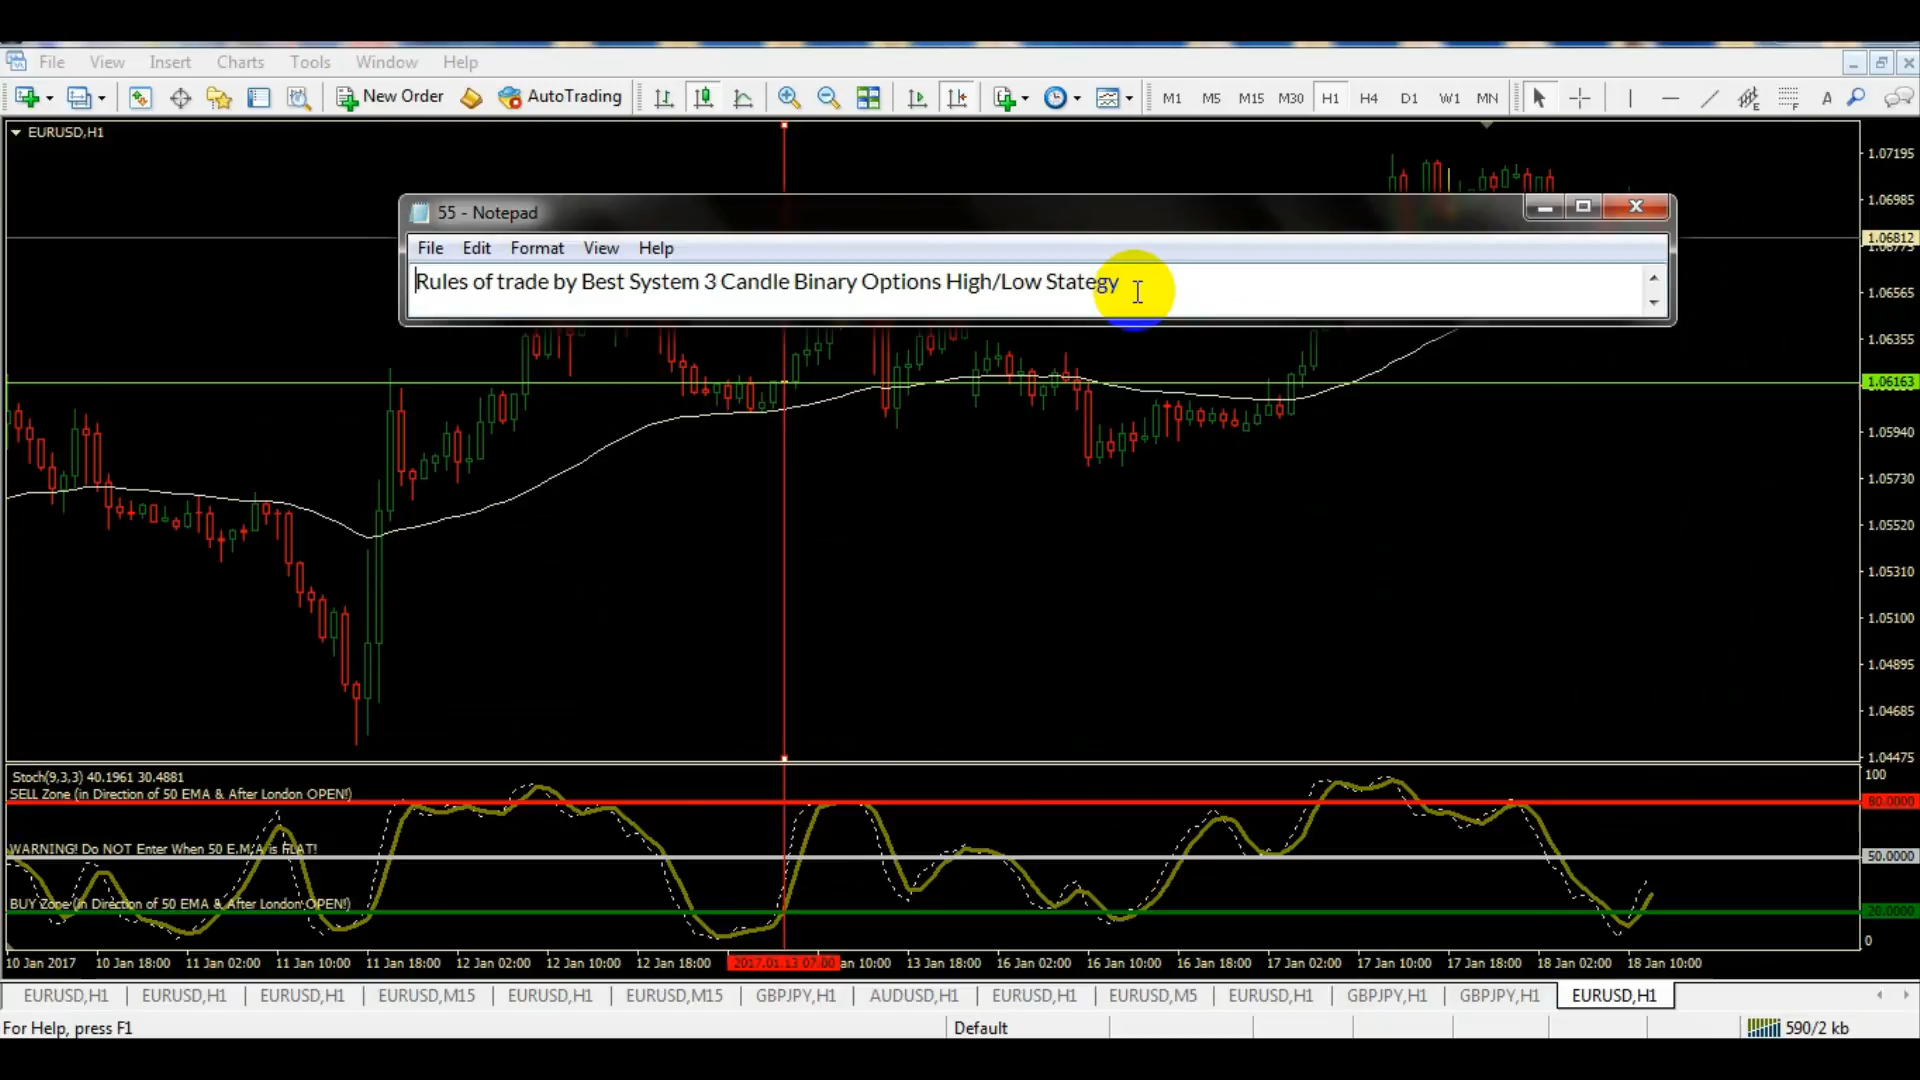 File View Insert Charts Tools Window Help
New Order AutoTrading M1 M5 M15 M30 H1 H4 D1 W1 MN
EURUSD,H1
1.07195
1.06985
1.06812
55 - Notepad
File Edit Format View Help
Rules of trade by Best System 3 Candle Binary Options High/Low Stategy
1.06565
1.06355
1.06163
1.05940
1.05730
1.05520
1.05310
1.05100
1.04895
1.04685
1.04475
Stoch(9,3,3) 40.1961 30.4881
100
SELL Zone (in Direction of 50 EMA & After London OPEN!)
80.0000
WARNING! Do NOT Enter When 50 E.M.A is FLAT!
50.0000
BUY Zone (in Direction of 50 EMA & After London OPEN!)
20.0000
0
10 Jan 2017 10 Jan 18:00 11 Jan 02:00 11 Jan 10:00 11 Jan 18:00 12 Jan 02:00 12 Jan 10:00 12 Jan 18:00 2017.01.13 07:00 an 10:00 13 Jan 18:00 16 Jan 02:00 16 Jan 10:00 16 Jan 18:00 17 Jan 02:00 17 Jan 10:00 17 Jan 18:00 18 Jan 02:00 18 Jan 10:00
EURUSD,H1 EURUSD,H1 EURUSD,H1 EURUSD,M15 EURUSD,H1 EURUSD,M15 GBPJPY,H1 AUDUSD,H1 EURUSD,H1 EURUSD,M5 EURUSD,H1 GBPJPY,H1 GBPJPY,H1 EURUSD,H1
For Help, press F1 Default 590/2 kb